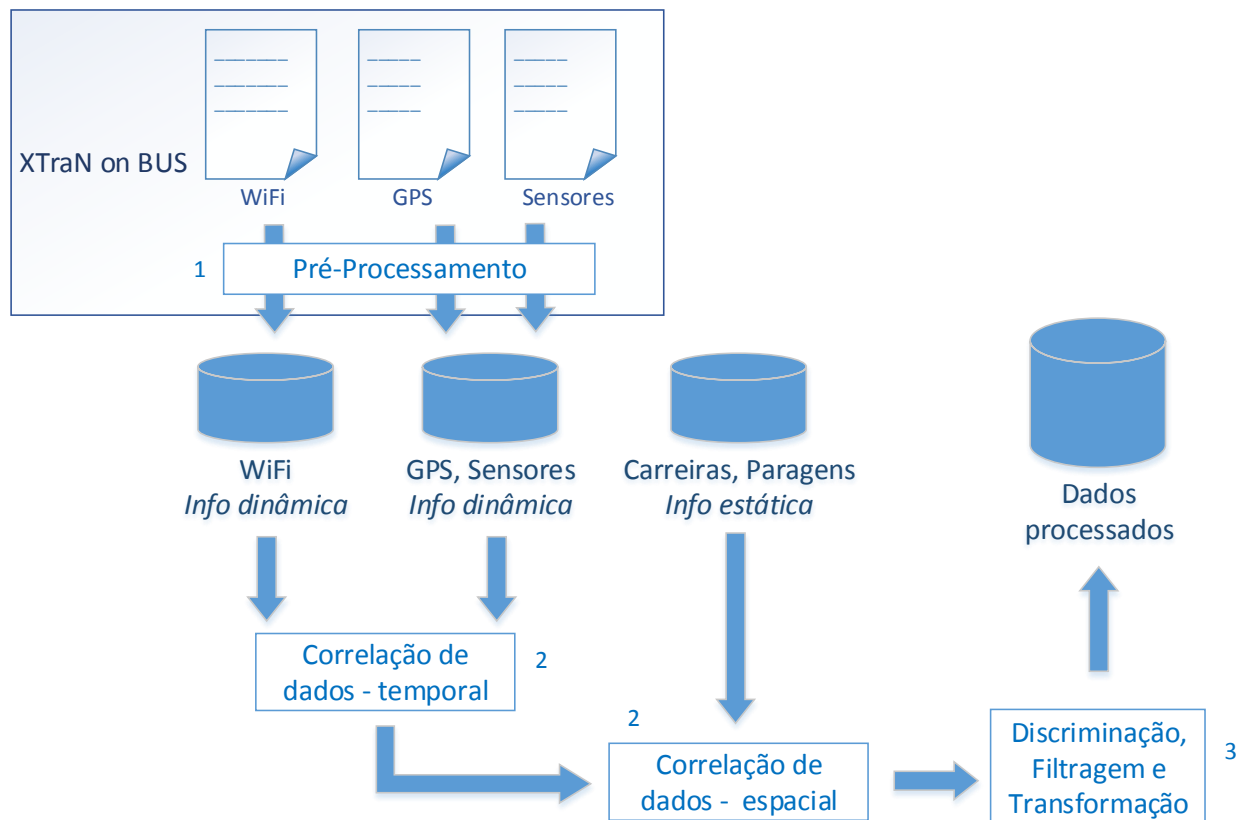 XTraN on BUS
WiFi
GPS
Sensores
1
Pré-Processamento
WiFi
Info dinâmica
GPS, Sensores
Info dinâmica
Carreiras, Paragens
Info estática
Dados
processados
Correlação de
dados - temporal
2
2
Correlação de
dados - espacial
Discriminação,
Filtragem e
Transformação
3